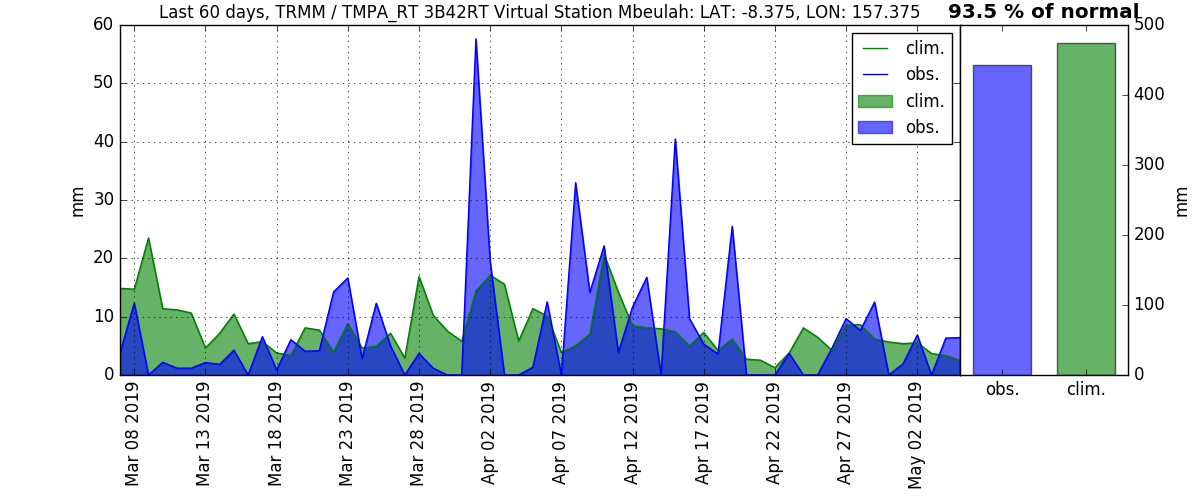 Last 60 days, TRMM / TMPA_RT 3B42RT Virtual Station Mbeulah: LAT: -8.375, LON: 157.375
93.5 % of normal
60
50
40
30
20
10
0
mm
clim.
obs.
clim.
obs.
Mar 08 2019
Mar 13 2019
Mar 18 2019
Mar 23 2019
Mar 28 2019
Apr 02 2019
Apr 07 2019
Apr 12 2019
Apr 17 2019
Apr 22 2019
Apr 27 2019
May 02 2019
500
400
300
200
100
0
mm
obs.
clim.